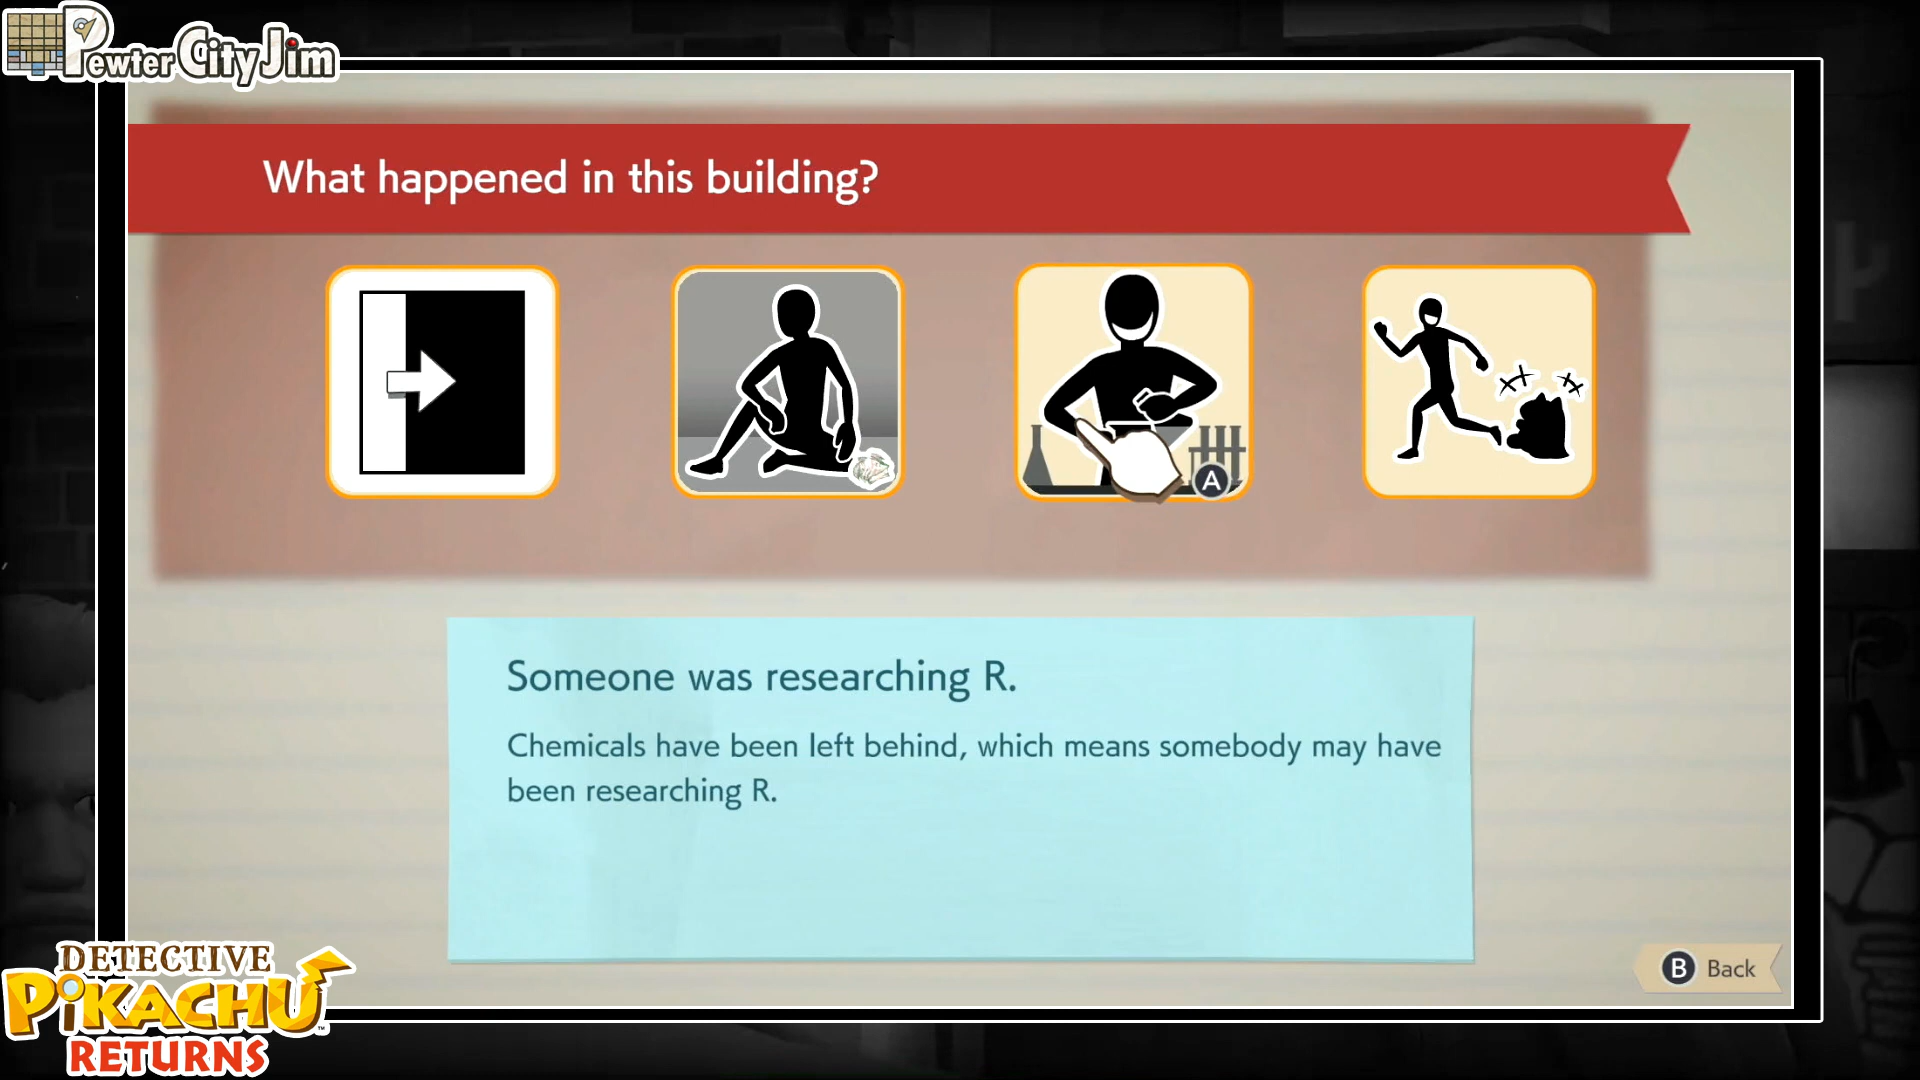 Pewter City Jim
What happened in this building?
A
Someone was researching R.
Chemicals have been left behind, which means somebody may have
been researching R.
B Back
DETECTIVE
PiKACHU
RETURNS